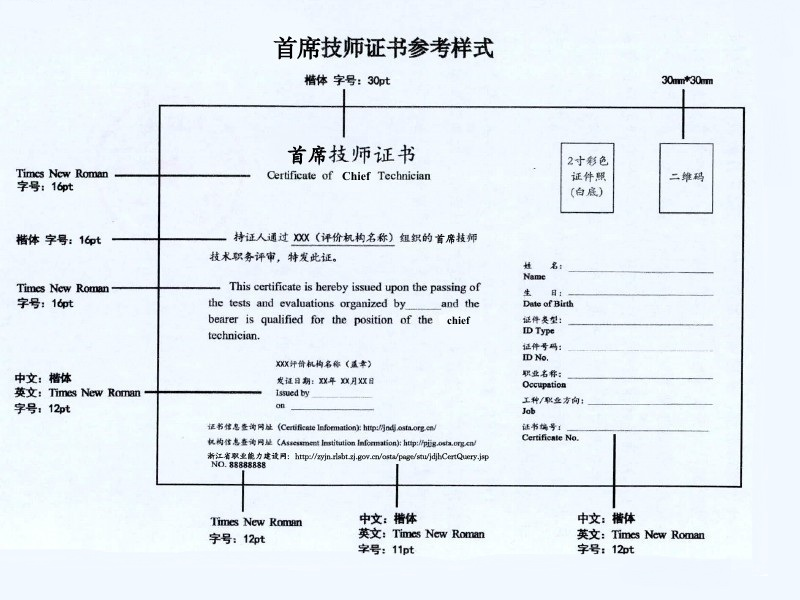 首席技师证书参考样式
楷体 字号：30pt
30mm*30mm
首席技师证书
Certificate of Chief Technician
Times New Roman
字号：16pt
2寸彩色
证件照
(白底)
二维码
楷体 字号：16pt
持证人通过 XXX（评价机构名称）组织的首席技师
技术职务评审，特发此证。
Times New Roman
字号：16pt
This certificate is hereby issued upon the passing of
the tests and evaluations organized by______and the
bearer is qualified for the position of the chief
technician.
姓 名：
Name
生 日：
Date of Birth
证件类型：
ID Type
证件号码：
ID No.
职业名称：
Occupation
工种/职业方向：
Job
证书编号：
Certificate No.
中文：楷体
英文：Times New Roman
字号：12pt
XXX评价机构名称（盖章）
发证日期：XX年 XX月XX日
Issued by
on
证书信息查询网址（Certificate Information): http://jndj.osta.org.cn/
机构信息查询网址（Assessment Institution Information): http://pjjg.osta.org.cn/
浙江省职业能力建设网：http://zyjn.rlsbt.zj.gov.cn/osta/page/stu/jdjhCertQuery.jsp
NO. 88888888
Times New Roman
字号：12pt
中文：楷体
英文：Times New Roman
字号：11pt
中文：楷体
英文：Times New Roman
字号：12pt